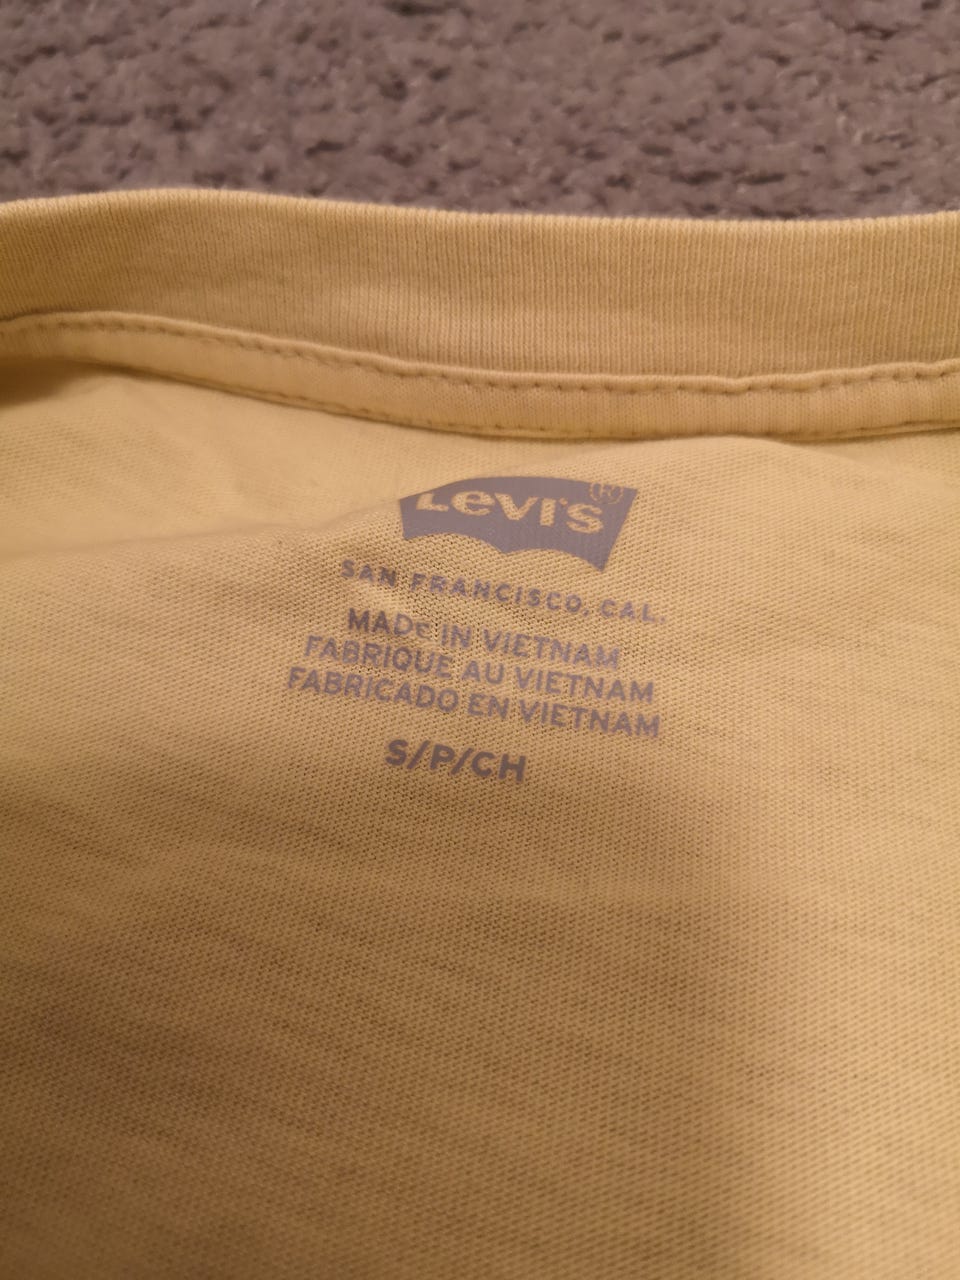 Levi's®
SAN FRANCISCO, CAL.
MADE IN VIETNAM
FABRIQUE AU VIETNAM
FABRICADO EN VIETNAM
S/P/CH